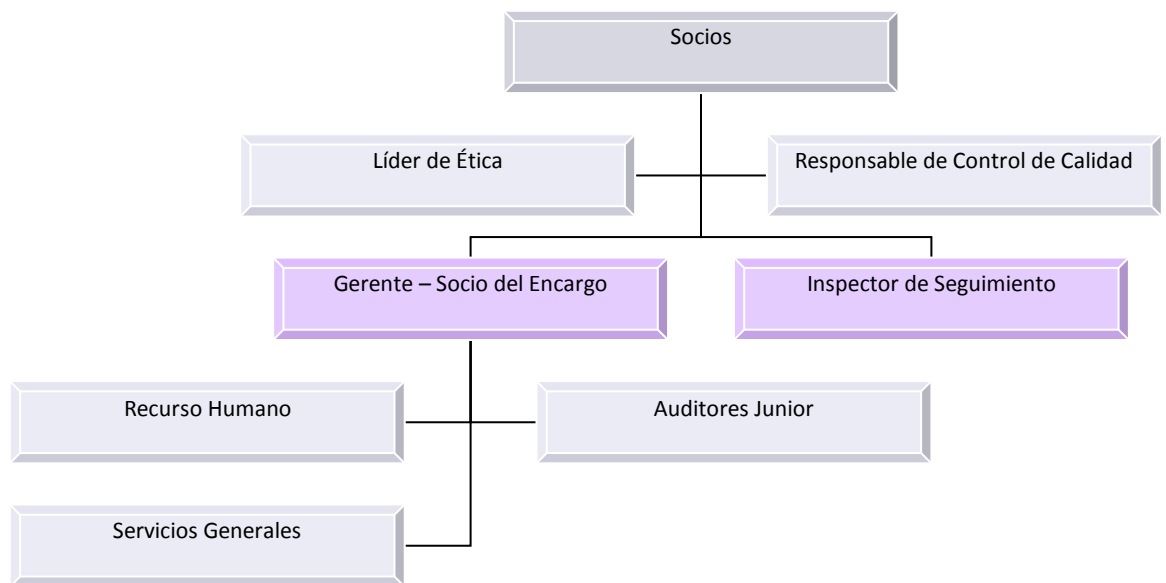 Socios
Líder de Ética
Responsable de Control de Calidad
Gerente – Socio del Encargo
Inspector de Seguimiento
Recurso Humano
Auditores Junior
Servicios Generales